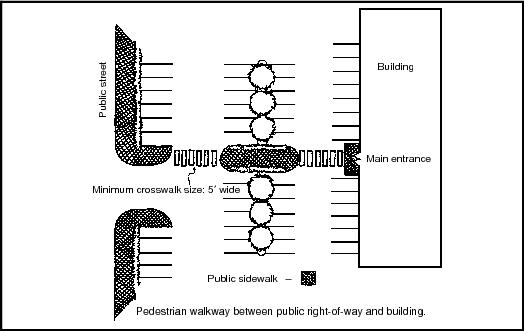 Public street
Building
Main entrance
Minimum crosswalk size: 5′ wide
Public sidewalk –
Pedestrian walkway between public right-of-way and building.